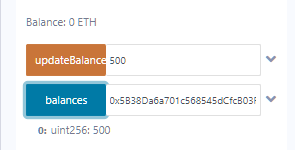 Balance: 0 ETH
updateBalance 500
balances 0x5B38Da6a701c568545dCfcB03F
0: uint256: 500